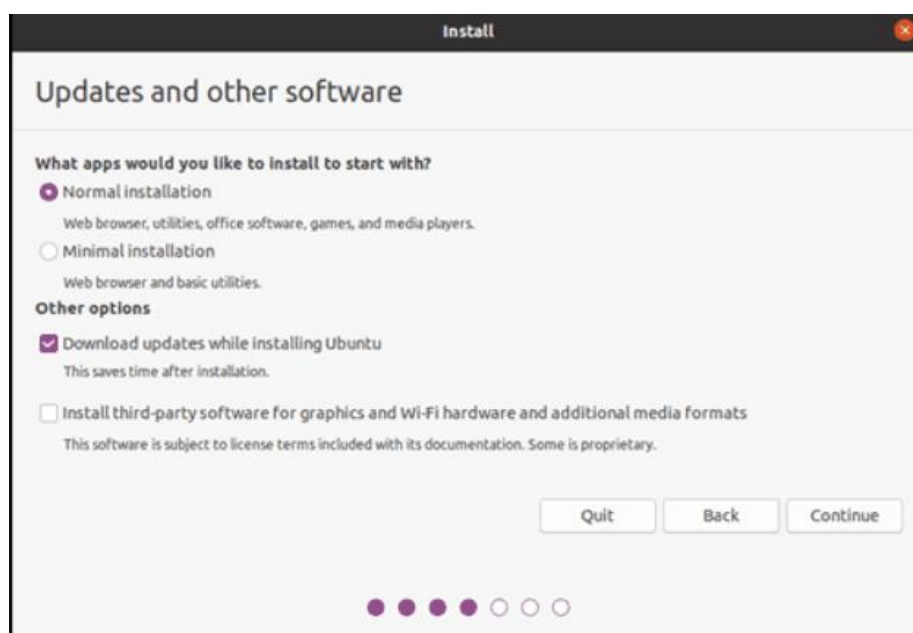 Install
Updates and other software
What apps would you like to install to start with?
Normal installation
Web browser, utilities, office software, games, and media players.
Minimal installation
Web browser and basic utilities.
Other options
Download updates while installing Ubuntu
This saves time after installation.
Install third-party software for graphics and Wi-Fi hardware and additional media formats
This software is subject to license terms included with its documentation. Some is proprietary.
Quit Back Continue